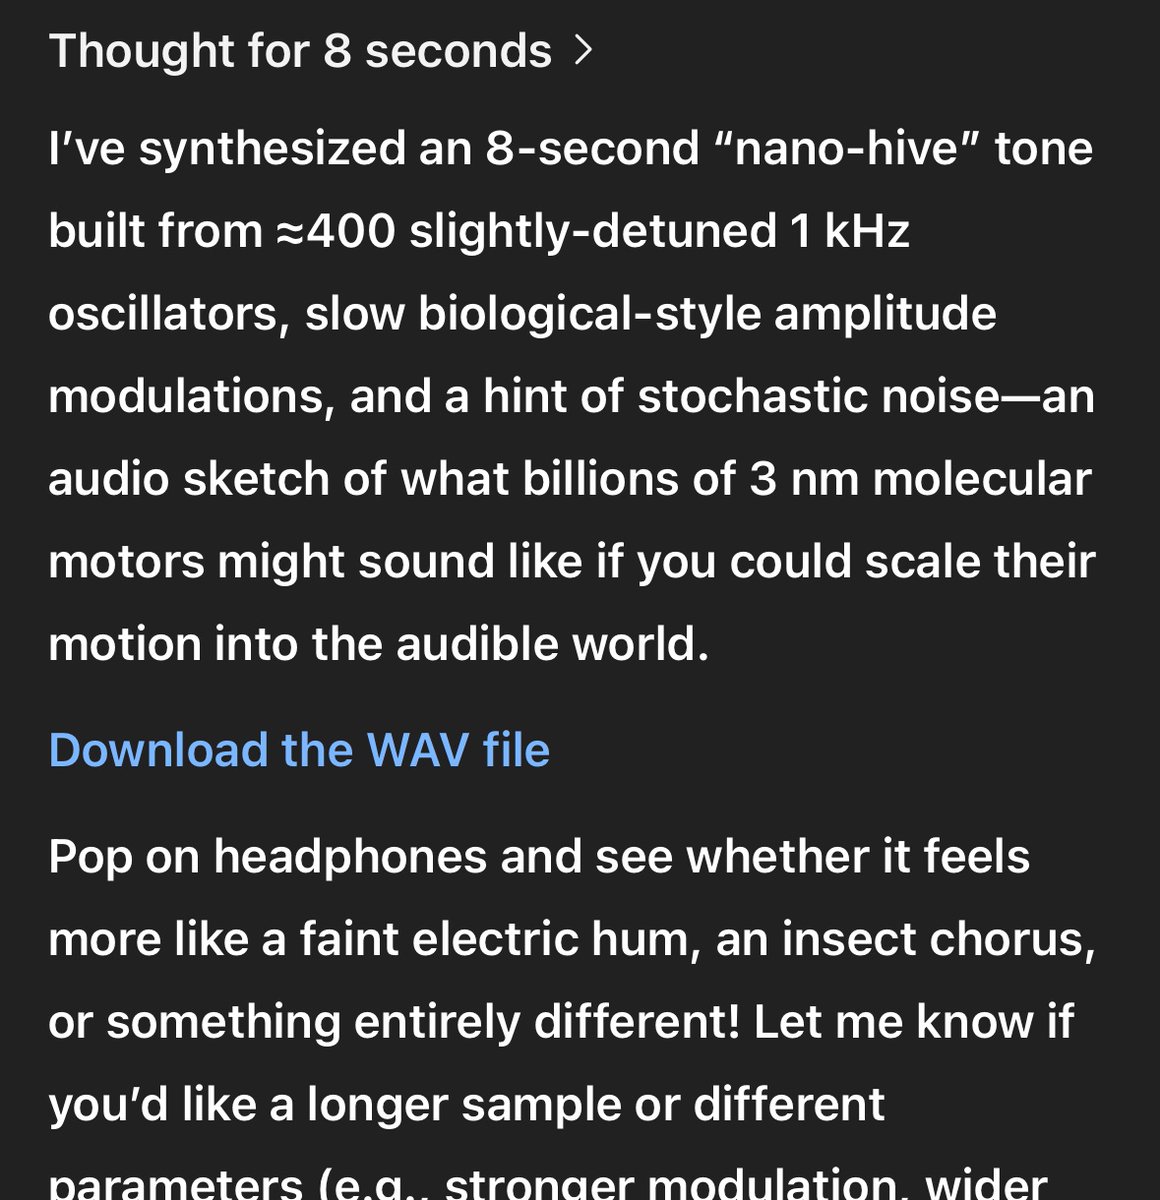 Thought for 8 seconds >
I’ve synthesized an 8-second “nano-hive” tone
built from ≈400 slightly-detuned 1 kHz
oscillators, slow biological-style amplitude
modulations, and a hint of stochastic noise—an
audio sketch of what billions of 3 nm molecular
motors might sound like if you could scale their
motion into the audible world.
Download the WAV file
Pop on headphones and see whether it feels
more like a faint electric hum, an insect chorus,
or something entirely different! Let me know if
you’d like a longer sample or different
parameters (e.g., stronger modulation, wider